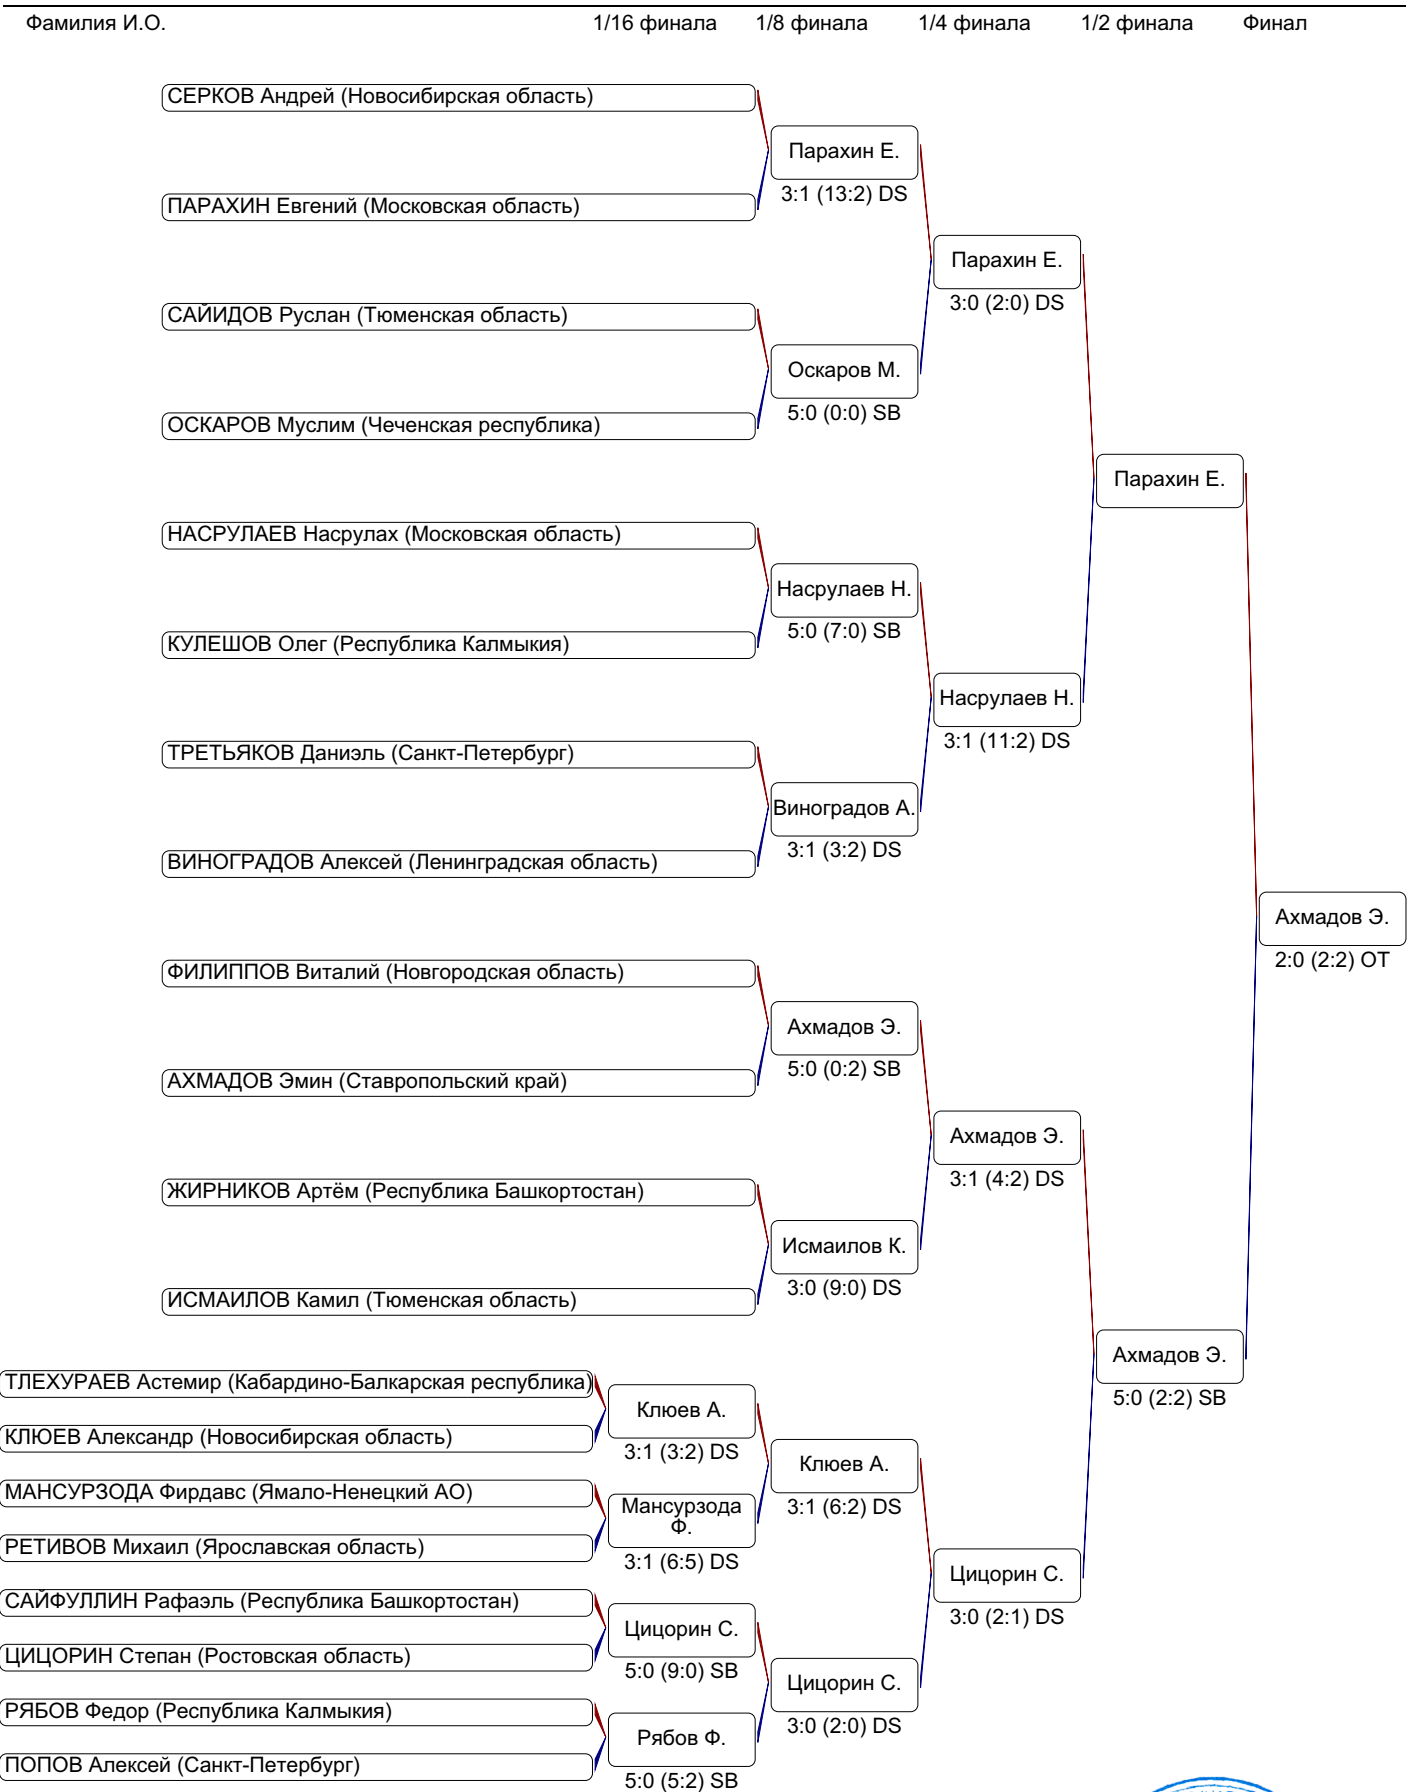 Фамилия И.О. 1/16 финала 1/8 финала 1/4 финала 1/2 финала Финал
СЕРКОВ Андрей (Новосибирская область)
Парахин Е.
3:1 (13:2) DS
ПАРАХИН Евгений (Московская область)
Парахин Е.
3:0 (2:0) DS
САЙИДОВ Руслан (Тюменская область)
Оскаров М.
5:0 (0:0) SB
ОСКАРОВ Муслим (Чеченская республика)
Парахин Е.
НАСРУЛАЕВ Насрулах (Московская область)
Насрулаев Н.
5:0 (7:0) SB
КУЛЕШОВ Олег (Республика Калмыкия)
Насрулаев Н.
3:1 (11:2) DS
ТРЕТЬЯКОВ Даниэль (Санкт-Петербург)
Виноградов А.
3:1 (3:2) DS
ВИНОГРАДОВ Алексей (Ленинградская область)
Ахмадов Э.
2:0 (2:2) OT
ФИЛИППОВ Виталий (Новгородская область)
Ахмадов Э.
5:0 (0:2) SB
АХМАДОВ Эмин (Ставропольский край)
Ахмадов Э.
3:1 (4:2) DS
ЖИРНИКОВ Артём (Республика Башкортостан)
Исмаилов К.
3:0 (9:0) DS
ИСМАИЛОВ Камил (Тюменская область)
Ахмадов Э.
5:0 (2:2) SB
ТЛЕХУРАЕВ Астемир (Кабардино-Балкарская республика)
Клюев А.
3:1 (3:2) DS
КЛЮЕВ Александр (Новосибирская область)
Клюев А.
3:1 (6:2) DS
МАНСУРЗОДА Фирдавс (Ямало-Ненецкий АО)
Мансурзода
Ф.
3:1 (6:5) DS
РЕТИВОВ Михаил (Ярославская область)
Цицорин С.
3:0 (2:1) DS
САЙФУЛЛИН Рафаэль (Республика Башкортостан)
Цицорин С.
5:0 (9:0) SB
ЦИЦОРИН Степан (Ростовская область)
Цицорин С.
3:0 (2:0) DS
РЯБОВ Федор (Республика Калмыкия)
Рябов Ф.
5:0 (5:2) SB
ПОПОВ Алексей (Санкт-Петербург)